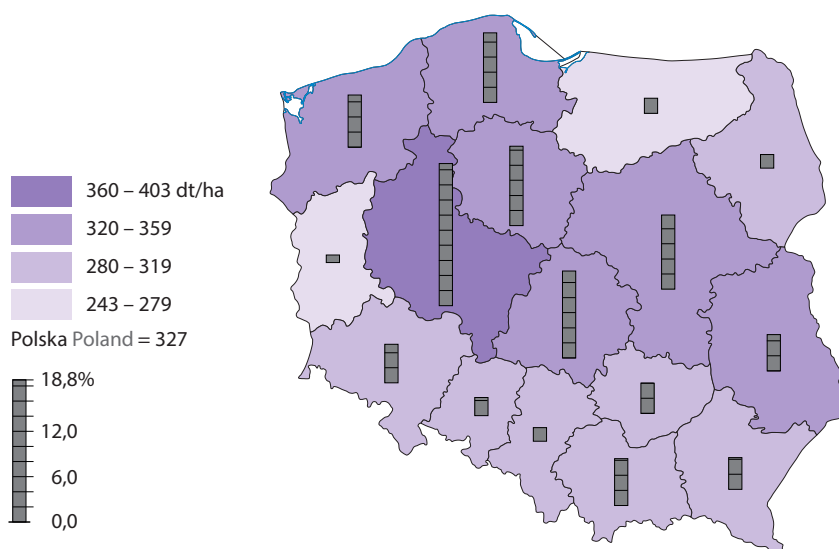 360 – 403 dt/ha
320 – 359
280 – 319
243 – 279
Polska Poland = 327
18,8%
12,0
6,0
0,0